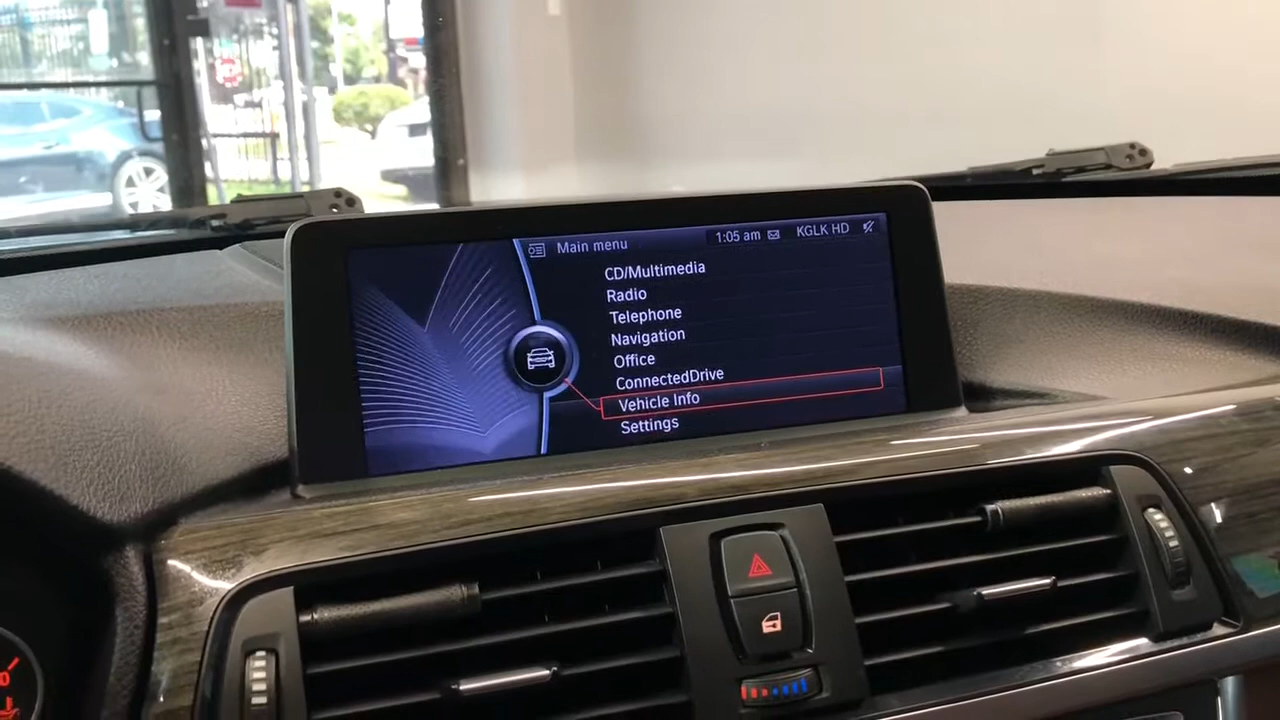 Main menu
1:05 am
KGLK HD
CD/Multimedia
Radio
Telephone
Navigation
Office
ConnectedDrive
Vehicle Info
Settings